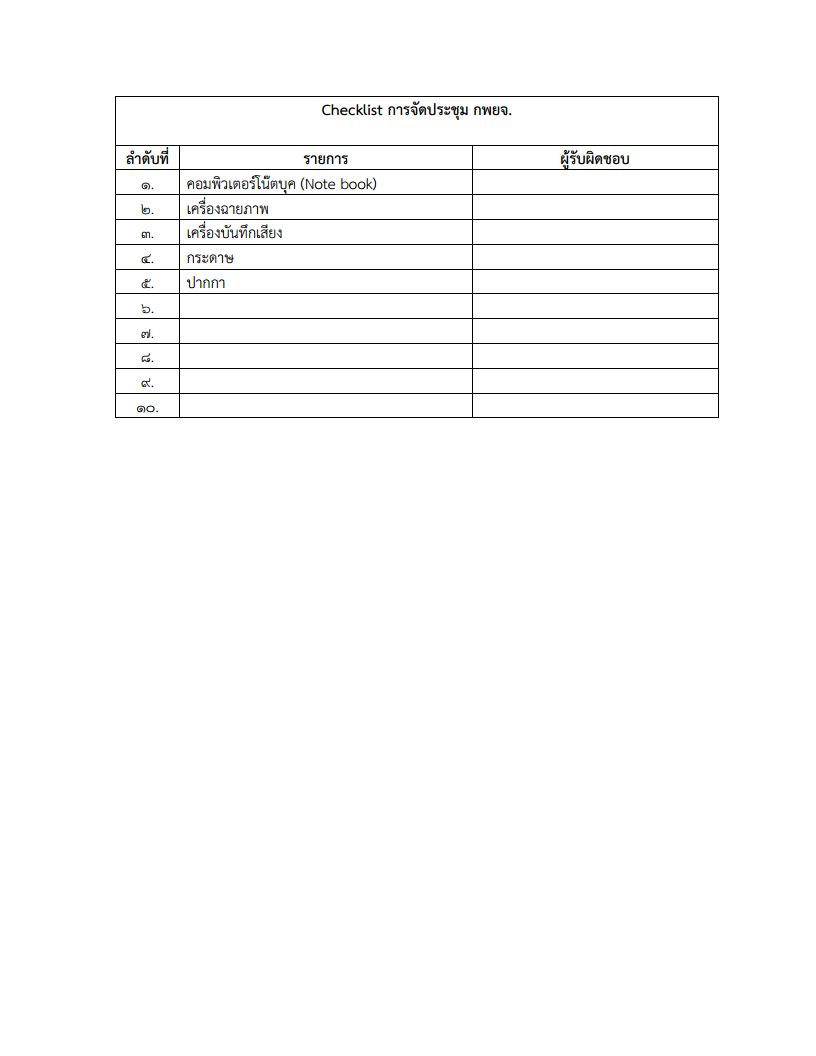 Checklist การจัดประชุม กพยจ.
ลำดับที่ รายการ ผู้รับผิดชอบ
๑. คอมพิวเตอร์โน๊ตบุค (Note book)
๒. เครื่องฉายภาพ
๓. เครื่องบันทึกเสียง
๔. กระดาษ
๕. ปากกา
๖.
๗.
๘.
๙.
๑๐.